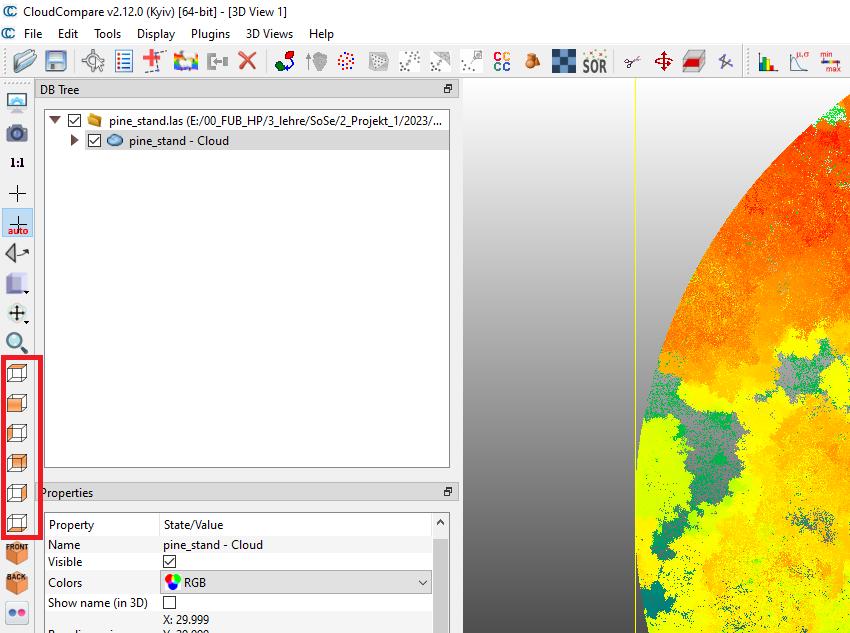 CloudCompare v2.12.0 (Kyiv) [64-bit] - [3D View 1]
File Edit Tools Display Plugins 3D Views Help
CC
CC
SOR
μ,σ
min
max
DB Tree
1:1
auto
pine_stand.las (E:/00_FUB_HP/3_lehre/SoSe/2_Projekt_1/2023/...
pine_stand - Cloud
Properties
Property State/Value
Name pine_stand - Cloud
Visible
Colors RGB
Show name (in 3D)
X: 29.999
FRONT
BACK